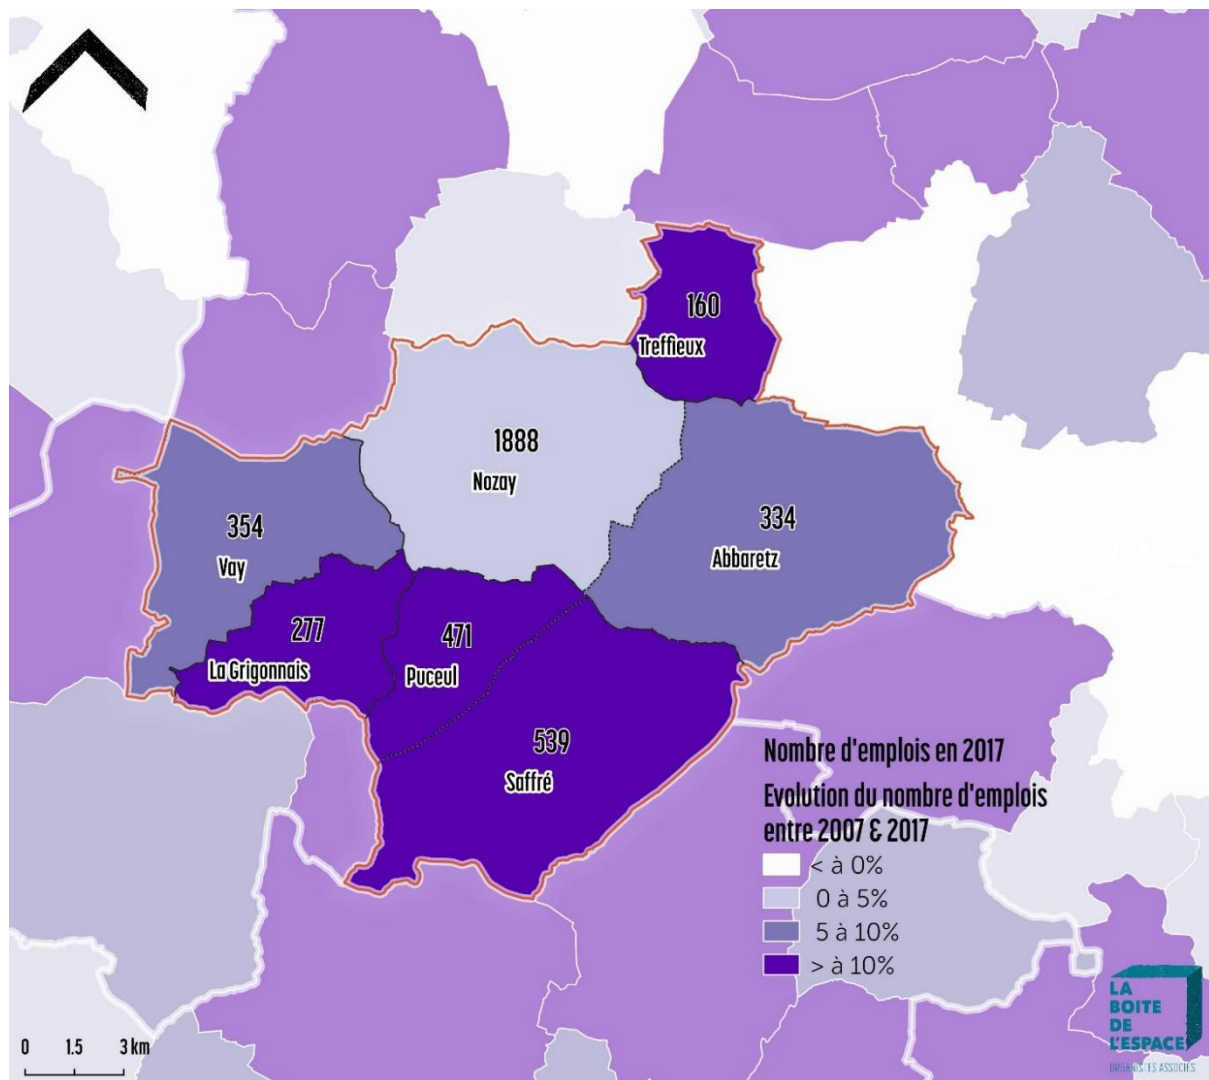 160
Treffieux
1888
Nozay
354
Vay
334
Abbaretz
277
La Grigonnais
471
Puceul
539
Saffré
Nombre d'emplois en 2017
Evolution du nombre d'emplois
entre 2007 & 2017
< à 0%
0 à 5%
5 à 10%
> à 10%
0 1.5 3 km
LA
BOITE
DE
L'ESPACE
URBANISTES ASSOCIÉS